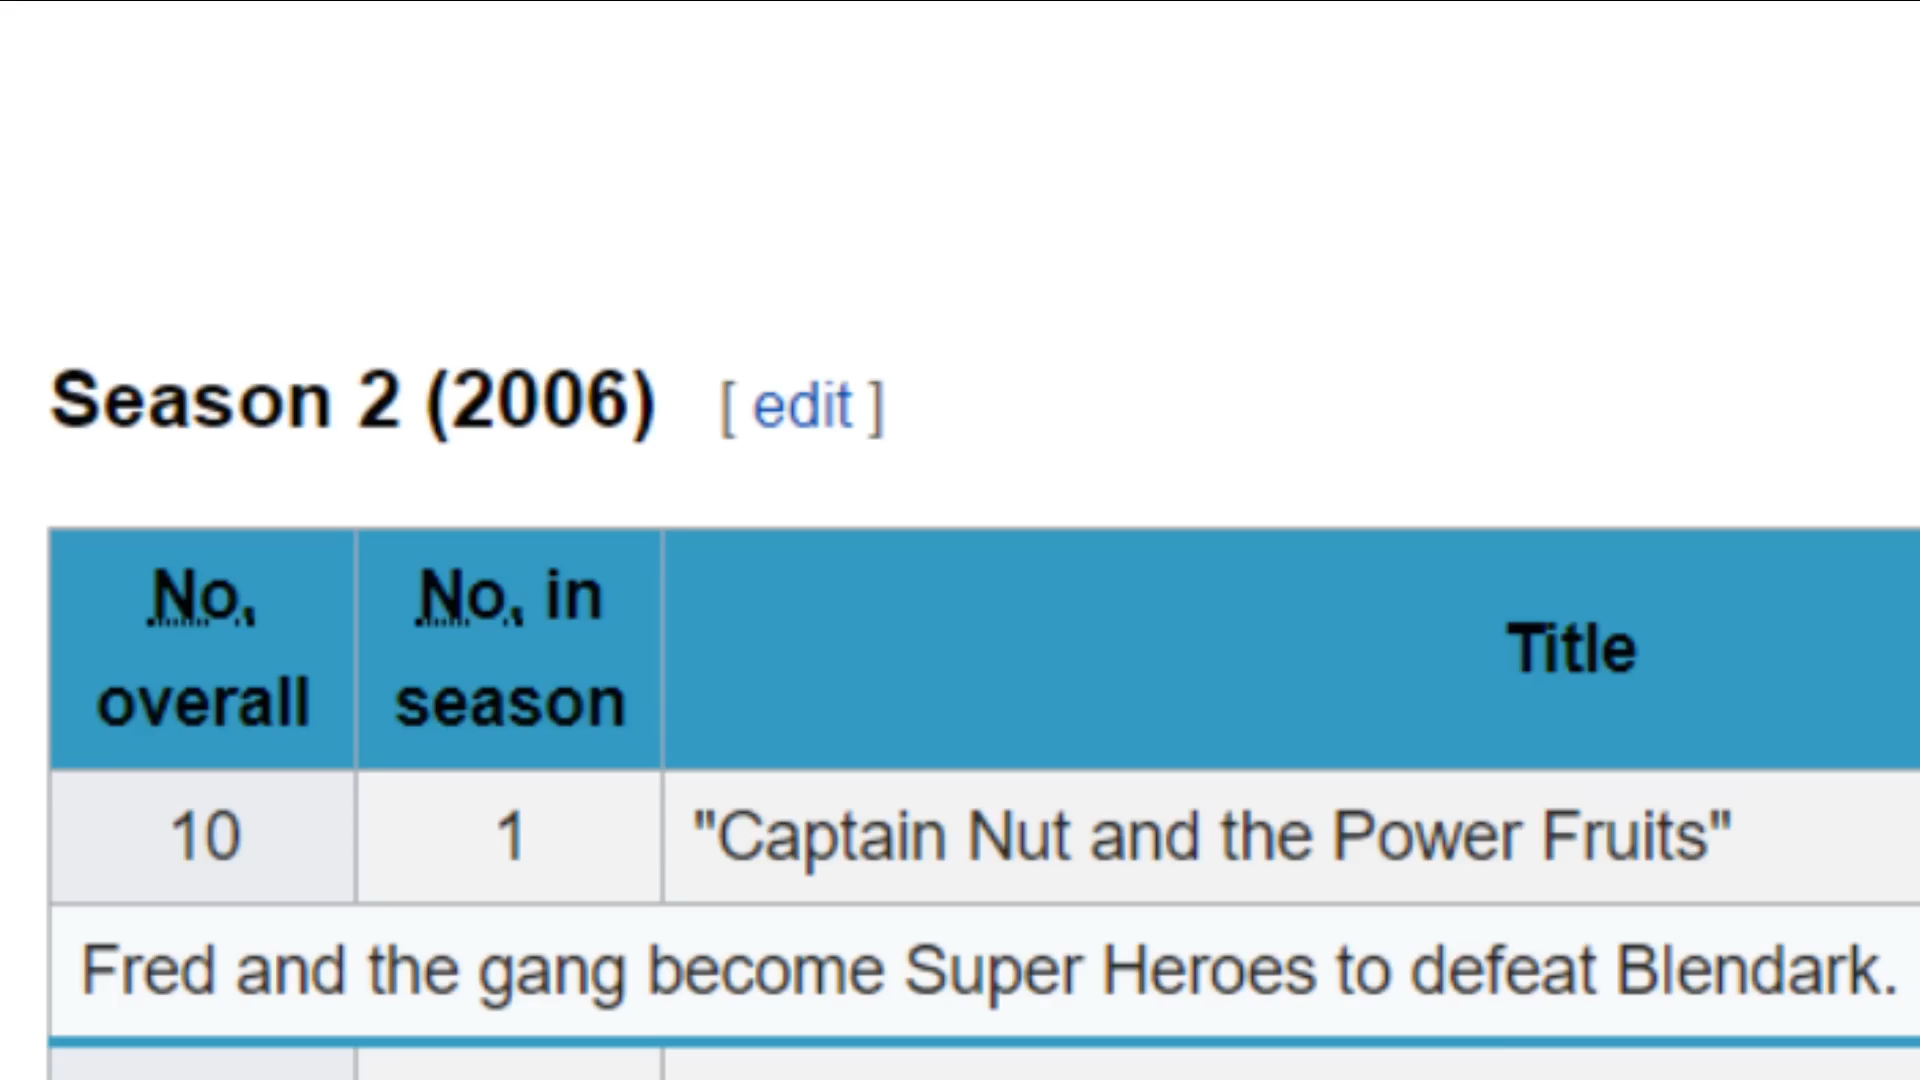 Season 2 (2006) [ edit ]
No. overall No. in season Title
10 1 "Captain Nut and the Power Fruits"
Fred and the gang become Super Heroes to defeat Blendark.